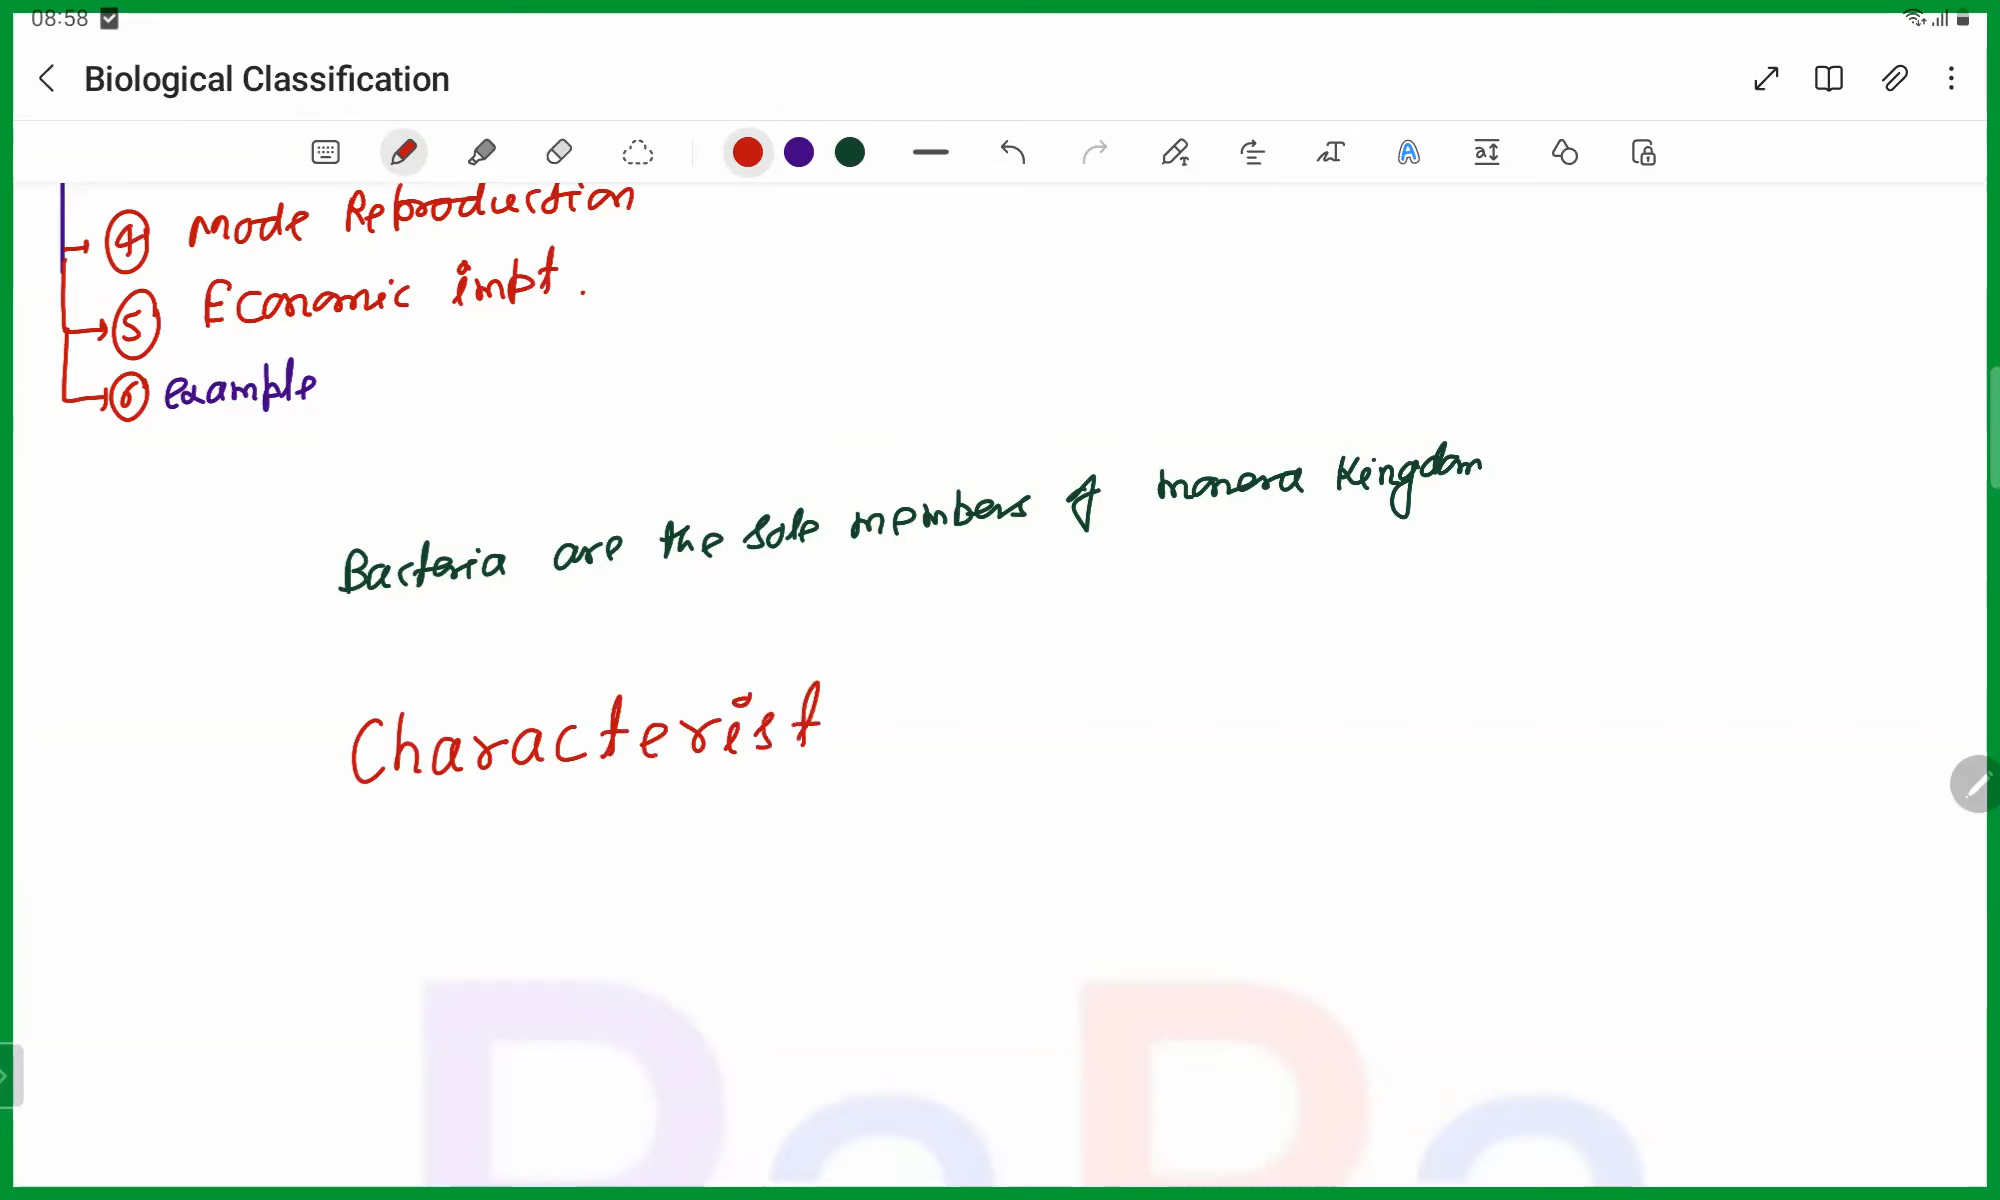 08:58
Biological Classification
④ Mode Reproduction
⑤ Economic impt.
⑥ example
Bacteria are the sole members of monera Kingdom
Characterist